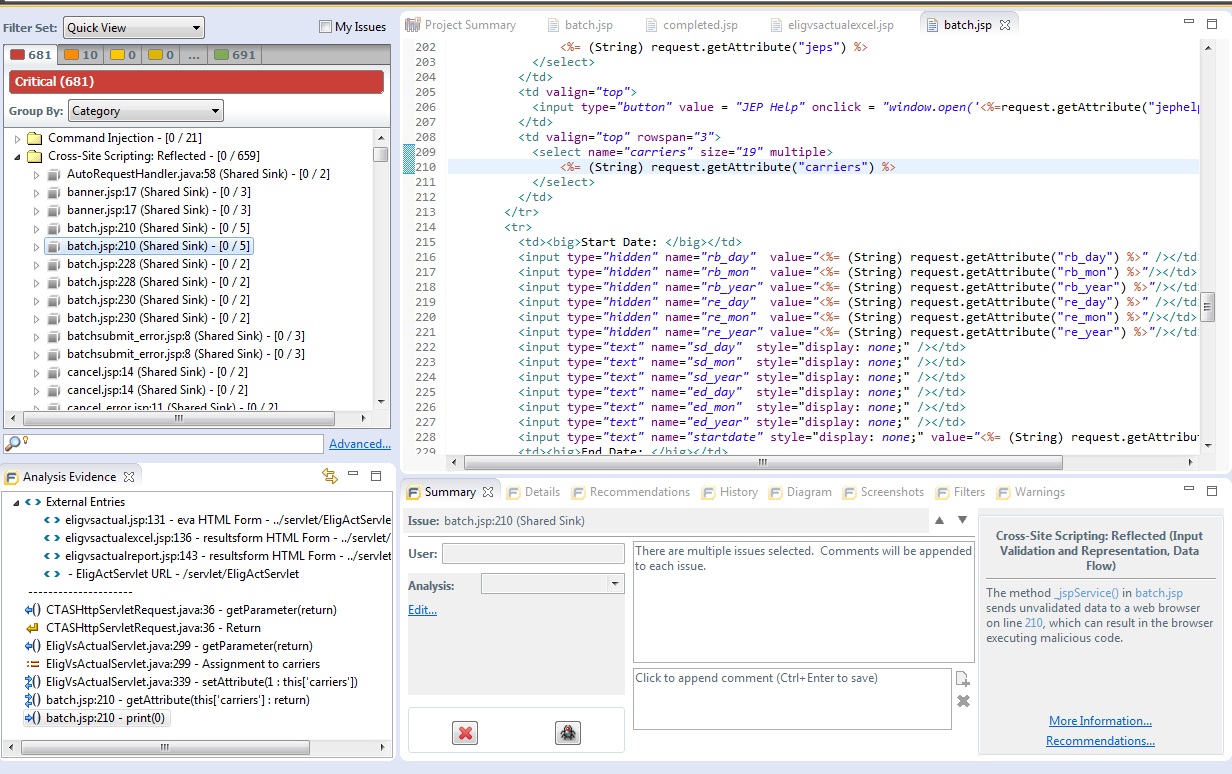 Filter Set: Quick View My Issues
681 10 0 0 ... 691
Critical (681)
Group By: Category
Command Injection - [0 / 21]
Cross-Site Scripting: Reflected - [0 / 659]
AutoRequestHandler.java:58 (Shared Sink) - [0 / 2]
banner.jsp:17 (Shared Sink) - [0 / 3]
banner.jsp:17 (Shared Sink) - [0 / 3]
batch.jsp:210 (Shared Sink) - [0 / 5]
batch.jsp:210 (Shared Sink) - [0 / 5]
batch.jsp:228 (Shared Sink) - [0 / 2]
batch.jsp:228 (Shared Sink) - [0 / 2]
batch.jsp:230 (Shared Sink) - [0 / 2]
batch.jsp:230 (Shared Sink) - [0 / 2]
batchsubmit_error.jsp:8 (Shared Sink) - [0 / 3]
batchsubmit_error.jsp:8 (Shared Sink) - [0 / 3]
cancel.jsp:14 (Shared Sink) - [0 / 2]
cancel.jsp:14 (Shared Sink) - [0 / 2]
cancel_error.jsp:11 (Shared Sink) - [0 / 2]
Advanced...
Analysis Evidence
External Entries
eligvsactual.jsp:131 - eva HTML Form - ../servlet/EligActServle
eligvsactualexcel.jsp:136 - resultsform HTML Form - ../servlet/
eligvsactualreport.jsp:143 - resultsform HTML Form - ../servlet
- EligActServlet URL - /servlet/EligActServlet
---------------------
CTASHttpServletRequest.java:36 - getParameter(return)
CTASHttpServletRequest.java:36 - Return
EligVsActualServlet.java:299 - getParameter(return)
EligVsActualServlet.java:299 - Assignment to carriers
EligVsActualServlet.java:339 - setAttribute(1 : this['carriers'])
batch.jsp:210 - getAttribute(this['carriers'] : return)
batch.jsp:210 - print(0)
Project Summary batch.jsp completed.jsp eligvsactualexcel.jsp batch.jsp
202 <%= (String) request.getAttribute("jeps") %>
203 </select>
204 </td>
205 <td valign="top">
206 <input type="button" value = "JEP Help" onclick = "window.open('<%=request.getAttribute("jephelp
207 </td>
208 <td valign="top" rowspan="3">
209 <select name="carriers" size="19" multiple>
210 <%= (String) request.getAttribute("carriers") %>
211 </select>
212 </td>
213 </tr>
214 <tr>
215 <td><big>Start Date: </big></td>
216 <input type="hidden" name="rb_day" value="<%= (String) request.getAttribute("rb_day") %>" /></td
217 <input type="hidden" name="rb_mon" value="<%= (String) request.getAttribute("rb_mon") %>"/></td>
218 <input type="hidden" name="rb_year" value="<%= (String) request.getAttribute("rb_year") %>"/></td
219 <input type="hidden" name="re_day" value="<%= (String) request.getAttribute("re_day") %>" /></td
220 <input type="hidden" name="re_mon" value="<%= (String) request.getAttribute("re_mon") %>"/></td>
221 <input type="hidden" name="re_year" value="<%= (String) request.getAttribute("re_year") %>"/></td
222 <input type="text" name="sd_day" style="display: none;" /></td>
223 <input type="text" name="sd_mon" style="display: none;" /></td>
224 <input type="text" name="sd_year" style="display: none;" /></td>
225 <input type="text" name="ed_day" style="display: none;" /></td>
226 <input type="text" name="ed_mon" style="display: none;" /></td>
227 <input type="text" name="ed_year" style="display: none;" /></td>
228 <input type="text" name="startdate" style="display: none;" value="<%= (String) request.getAttribu
229 <td><big>End Date: </big></td>
Summary Details Recommendations History Diagram Screenshots Filters Warnings
Issue: batch.jsp:210 (Shared Sink)
User:
Analysis:
Edit...
There are multiple issues selected. Comments will be appended
to each issue.
Click to append comment (Ctrl+Enter to save)
Cross-Site Scripting: Reflected (Input
Validation and Representation, Data
Flow)
The method _jspService() in batch.jsp
sends unvalidated data to a web browser
on line 210, which can result in the browser
executing malicious code.
More Information...
Recommendations...